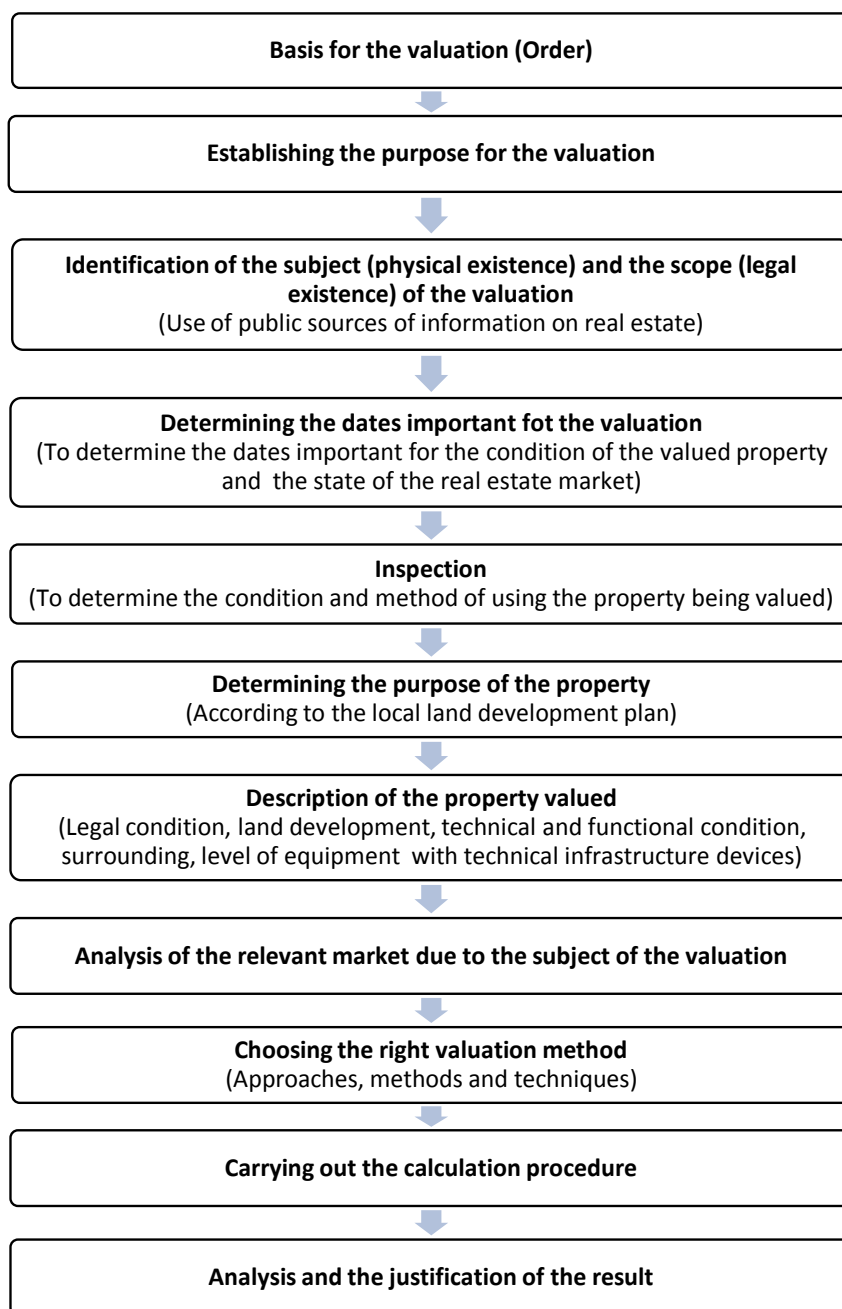 Basis for the valuation (Order)
Establishing the purpose for the valuation
Identification of the subject (physical existence) and the scope (legal
existence) of the valuation
(Use of public sources of information on real estate)
Determining the dates important fot the valuation
(To determine the dates important for the condition of the valued property
and the state of the real estate market)
Inspection
(To determine the condition and method of using the property being valued)
Determining the purpose of the property
(According to the local land development plan)
Description of the property valued
(Legal condition, land development, technical and functional condition,
surrounding, level of equipment with technical infrastructure devices)
Analysis of the relevant market due to the subject of the valuation
Choosing the right valuation method
(Approaches, methods and techniques)
Carrying out the calculation procedure
Analysis and the justification of the result